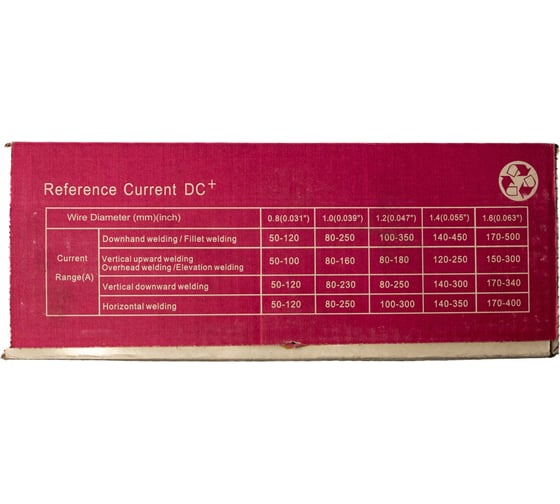 Reference Current DC+
Wire Diameter (mm)(inch) 0.8(0.031") 1.0(0.039") 1.2(0.047") 1.4(0.055") 1.6(0.063")
Current Range(A)
Downhand welding / Fillet welding 50-120 80-250 100-350 140-450 170-500
Vertical upward welding
Overhead welding /Elevation welding 50-100 80-160 80-180 120-250 150-300
Vertical downward welding 50-120 80-230 80-250 140-300 170-340
Horizontal welding 50-120 80-250 100-300 140-350 170-400